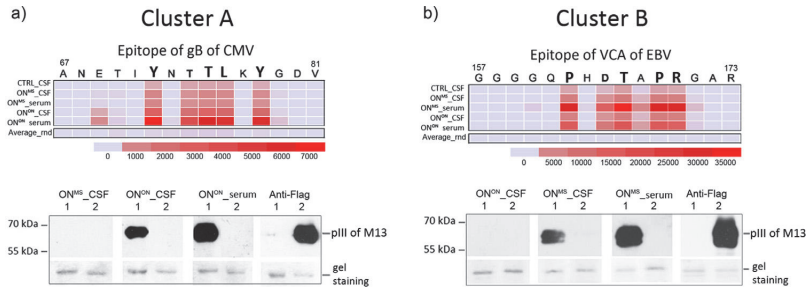 a) Cluster A
Epitope of gB of CMV
67 81
A N E T I Y N T T L K Y G D V
CTRL_CSF
ON^MS_CSF
ON^MS_serum
ON^ON_CSF
ON^ON_serum
Average_rnd
0 1000 2000 3000 4000 5000 6000 7000
ON^MS_CSF ON^ON_CSF ON^ON_serum Anti-Flag
1 2 1 2 1 2 1 2
70 kDa
pIII of M13
55 kDa
gel
staining
b) Cluster B
Epitope of VCA of EBV
157 173
G G G G Q P H D T A P R G A R
CTRL_CSF
ON^MS_CSF
ON^MS_serum
ON^ON_CSF
ON^ON_serum
Average_rnd
0 5000 10000 15000 20000 25000 30000 35000
ON^ON_CSF ON^MS_CSF ON^MS_serum Anti-Flag
1 2 1 2 1 2 1 2
70 kDa
pIII of M13
55 kDa
gel
staining